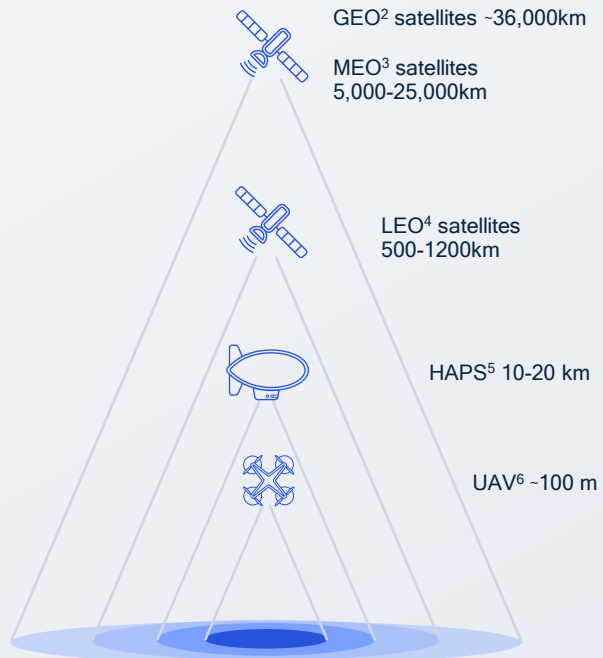 GEO² satellites ~36,000km
MEO³ satellites
5,000-25,000km
LEO⁴ satellites
500-1200km
HAPS⁵ 10-20 km
UAV⁶ ~100 m